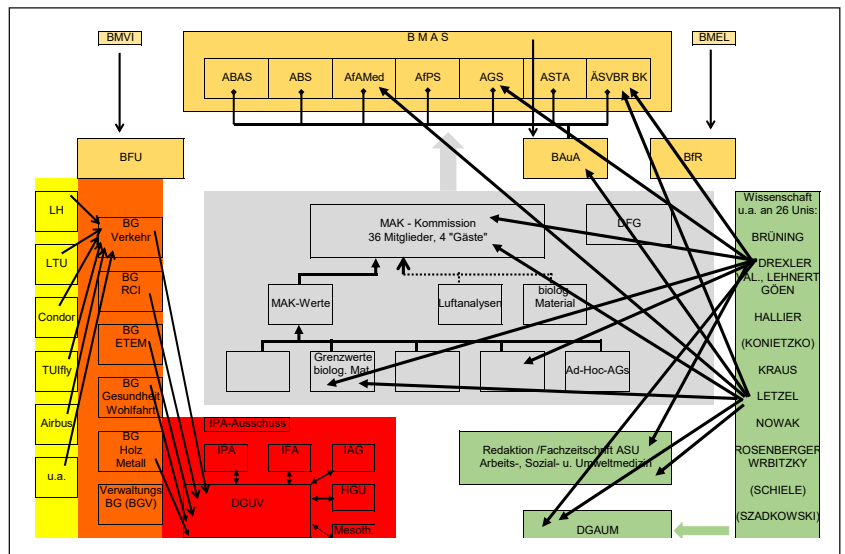 BMVI
B M A S
BMEL
ABAS
ABS
AfAMed
AfPS
AGS
ASTA
ÄSVBR BK
BFU
BAuA
BfR
LH
LTU
Condor
TUIfly
Airbus
u.a.
BG
Verkehr
BG
RCI
BG
ETEM
BG
Gesundheit
Wohlfahrt
BG
Holz
Metall
Verwaltungs
BG (BGV)
MAK - Kommission
36 Mitglieder, 4 "Gäste"
DFG
MAK-Werte
Luftanalysen
biolog.
Material
Grenzwerte
biolog. Mat.
Ad-Hoc-AGs
IPA-Ausschuss
IPA
IFA
IAG
DGUV
HGU
Mesoth.
Redaktion /Fachzeitschrift ASU
Arbeits-, Sozial- u. Umweltmedizin
DGAUM
Wissenschaft
u.a. an 26 Unis:
BRÜNING
DREXLER
VAL., LEHNERT
GÖEN
HALLIER
(KONIETZKO)
KRAUS
LETZEL
NOWAK
ROSENBERGER
WRBITZKY
(SCHIELE)
(SZADKOWSKI)